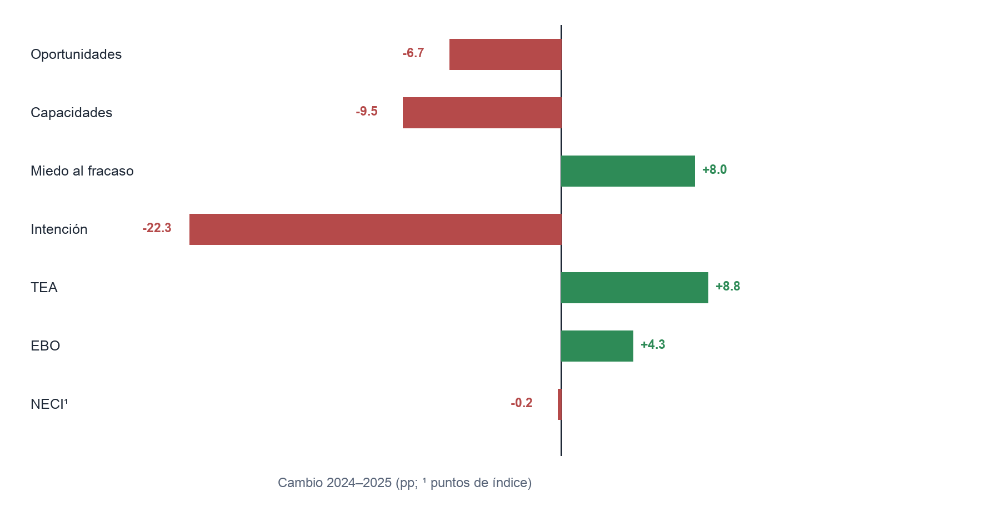 Oportunidades -6.7
Capacidades -9.5
Miedo al fracaso +8.0
Intención -22.3
TEA +8.8
EBO +4.3
NECI¹ -0.2
Cambio 2024–2025 (pp; ¹ puntos de índice)